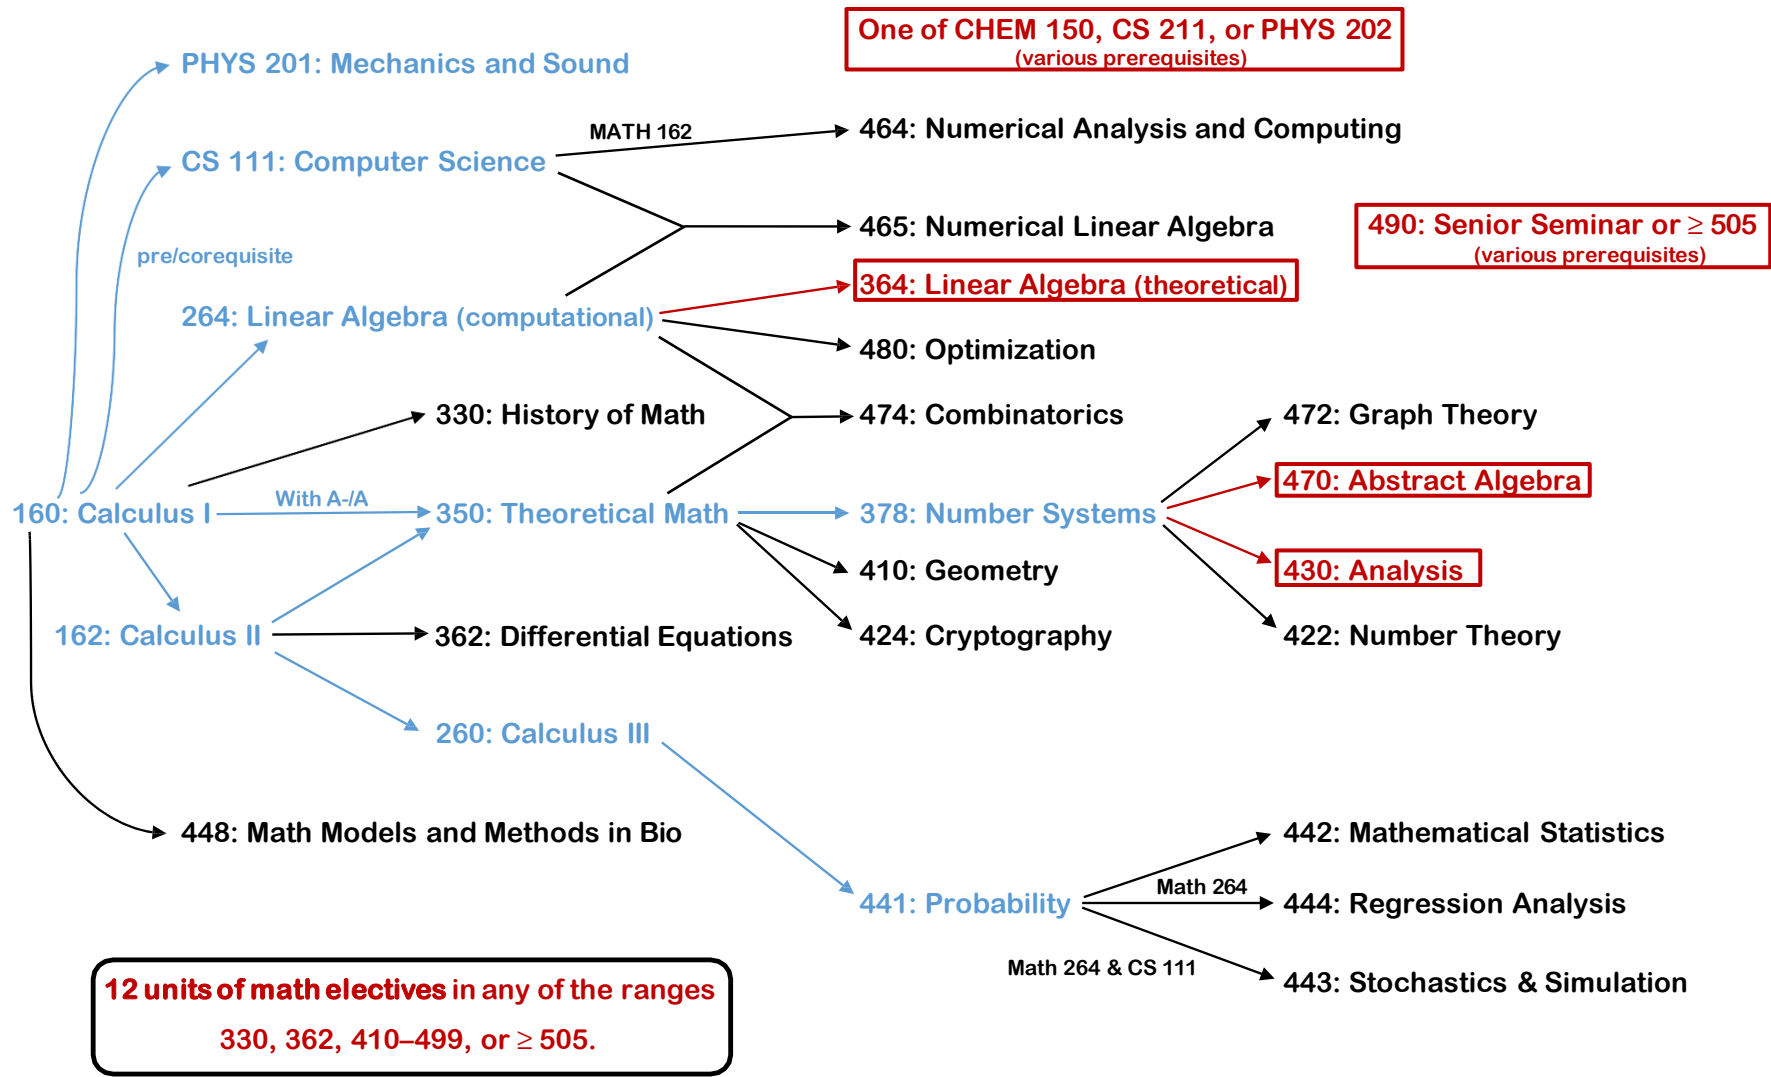 One of CHEM 150, CS 211, or PHYS 202
(various prerequisites)
PHYS 201: Mechanics and Sound
MATH 162
464: Numerical Analysis and Computing
CS 111: Computer Science
465: Numerical Linear Algebra
490: Senior Seminar or ≥ 505
(various prerequisites)
pre/corequisite
364: Linear Algebra (theoretical)
264: Linear Algebra (computational)
480: Optimization
330: History of Math
474: Combinatorics
472: Graph Theory
470: Abstract Algebra
With A-/A
160: Calculus I
350: Theoretical Math
378: Number Systems
410: Geometry
430: Analysis
162: Calculus II
362: Differential Equations
424: Cryptography
422: Number Theory
260: Calculus III
448: Math Models and Methods in Bio
442: Mathematical Statistics
Math 264
441: Probability
444: Regression Analysis
Math 264 & CS 111
443: Stochastics & Simulation
12 units of math electives in any of the ranges
330, 362, 410–499, or ≥ 505.